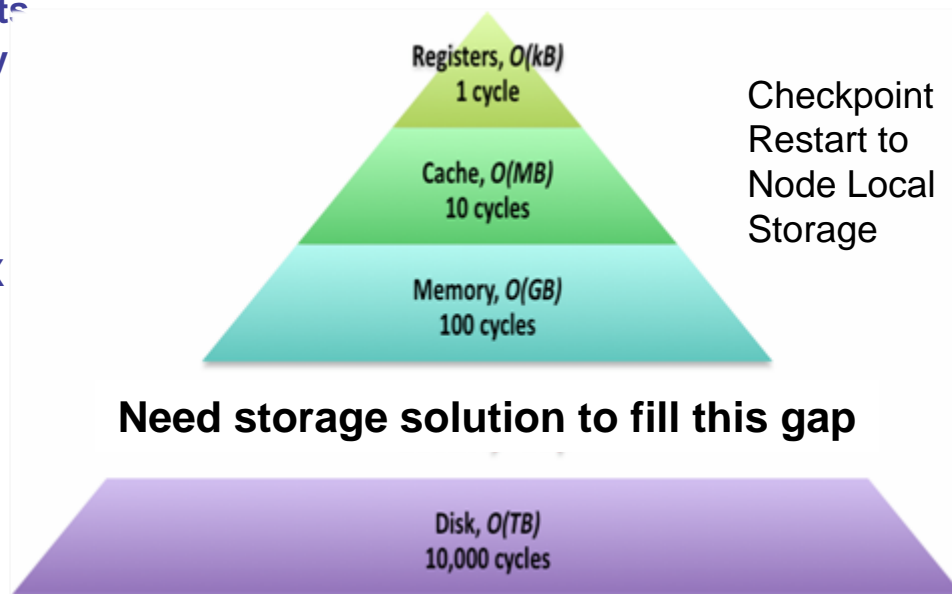 ts
Registers, O(kB)
1 cycle
Checkpoint
Restart to
Node Local
Storage
Cache, O(MB)
10 cycles
Memory, O(GB)
100 cycles
Need storage solution to fill this gap
Disk, O(TB)
10,000 cycles